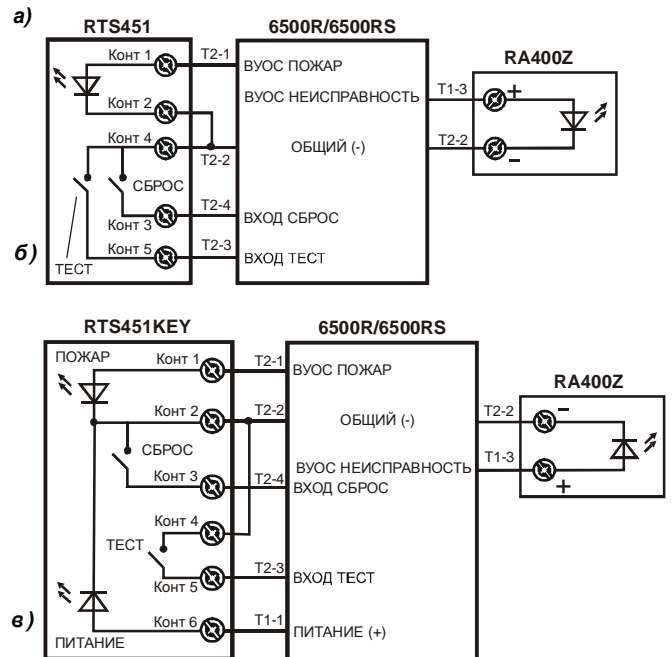 а)
RTS451
6500R/6500RS
RA400Z
Конт 1
T2-1
ВУОС ПОЖАР
ВУОС НЕИСПРАВНОСТЬ
T1-3
+
Конт 2
Конт 4
T2-2
ОБЩИЙ (-)
T2-2
-
СБРОС
T2-4
ВХОД СБРОС
Конт 3
б)
Конт 5
T2-3
ВХОД ТЕСТ
ТЕСТ
RTS451KEY
6500R/6500RS
RA400Z
ПОЖАР
Конт 1
T2-1
ВУОС ПОЖАР
Конт 2
T2-2
ОБЩИЙ (-)
T2-2
-
СБРОС
ВУОС НЕИСПРАВНОСТЬ
T1-3
+
Конт 3
T2-4
ВХОД СБРОС
Конт 4
ТЕСТ
T2-3
ВХОД ТЕСТ
Конт 5
в)
Конт 6
T1-1
ПИТАНИЕ (+)
ПИТАНИЕ